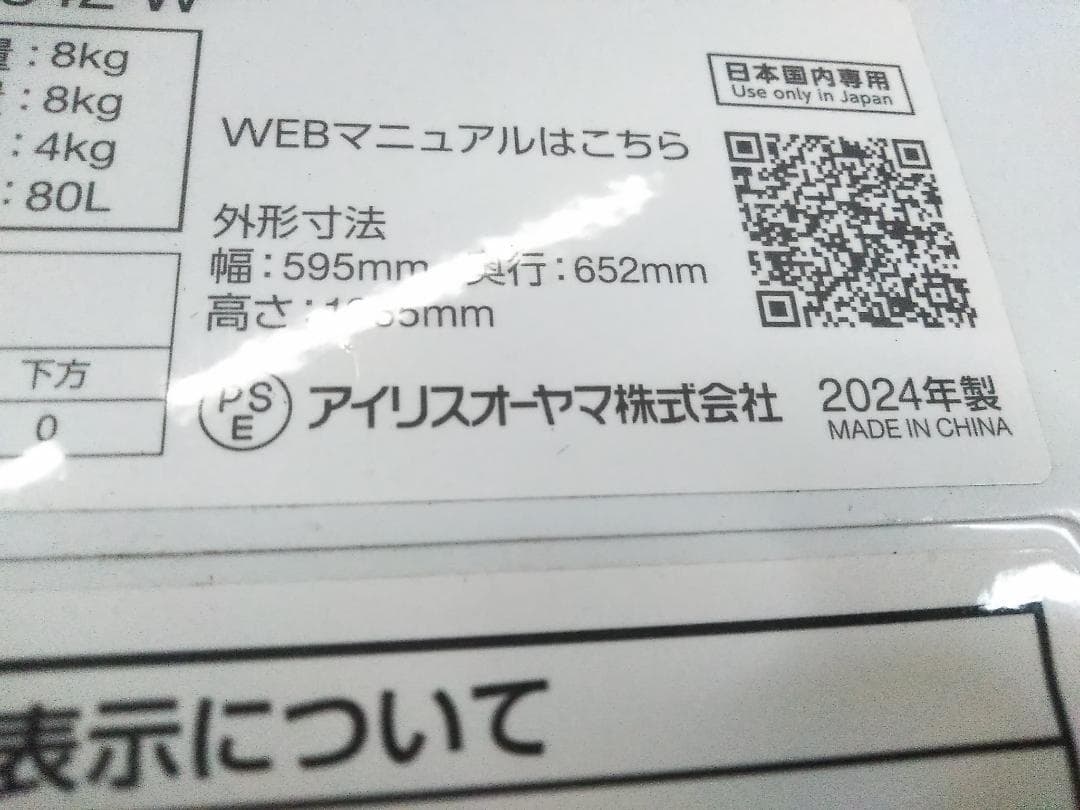 : 8kg
: 8kg
: 4kg
: 80L
下方
0
日本国内専用
Use only in Japan
WEBマニュアルはこちら
外形寸法
幅:595mm 奥行:652mm
高さ:
PSE
アイリスオーヤマ株式会社
2024年製
MADE IN CHINA
表示について